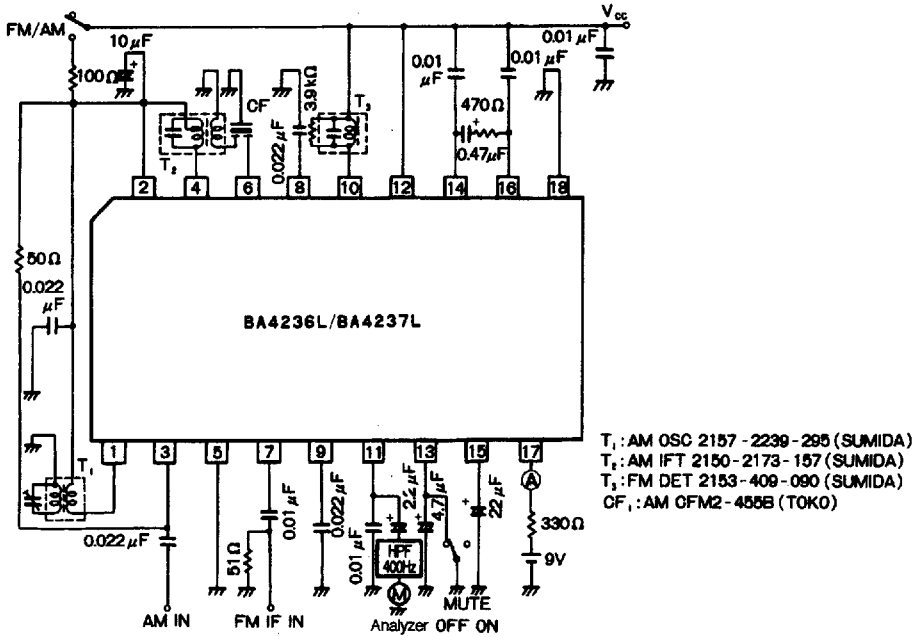 FM/AM
Vcc
10 μF
+
100Ω
CF
3.9kΩ
T3
0.01 μF
0.01 μF
0.01 μF
470Ω
+
0.47μF
T2
0.022 μF
2
4
6
8
10
12
14
16
18
50Ω
0.022 μF
BA4236L/BA4237L
T1
1
3
5
7
9
11
13
15
17
0.022 μF
51Ω
0.01 μF
0.022 μF
0.01 μF
+
2.2 μF
+
4.7 μF
+
22 μF
A
330Ω
9V
HPF
400Hz
M
AM IN
FM IF IN
Analyzer
MUTE
OFF ON
T1 : AM OSC 2157-2239-295 (SUMIDA)
T2 : AM IFT 2150-2173-157 (SUMIDA)
T3 : FM DET 2153-409-090 (SUMIDA)
CF1 : AM CFM2-455B (TOKO)